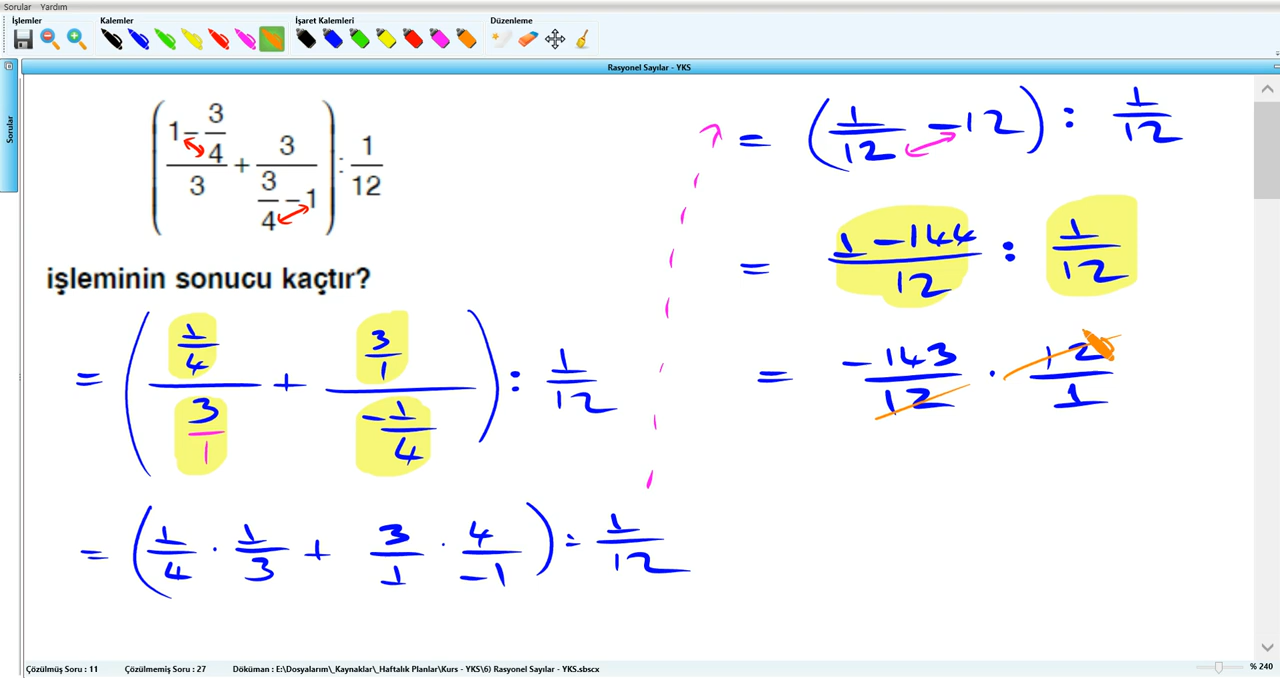 Sorular Yardım
İşlemler Kalemler İşaret Kalemleri Düzenleme
Rasyonel Sayılar - YKS
Sorular
( (1 - 3/4)/3 + 3/(3/4 - 1) ) : 1/12
işleminin sonucu kaçtır?
= ( (1/4)/(3/1) + (3/1)/(-1/4) ) : 1/12
= ( 1/4 · 1/3 + 3/1 · 4/-1 ) : 1/12
= ( 1/12 - 12 ) : 1/12
= (1 - 144)/12 : 1/12
= -143/12 · 12/1
Çözülmüş Soru : 11 Çözülmemiş Soru : 27 Döküman : E:\Dosyalarım\_Kaynaklar\_Haftalık Planlar\Kurs - YKS\6) Rasyonel Sayılar - YKS.sbscx % 240